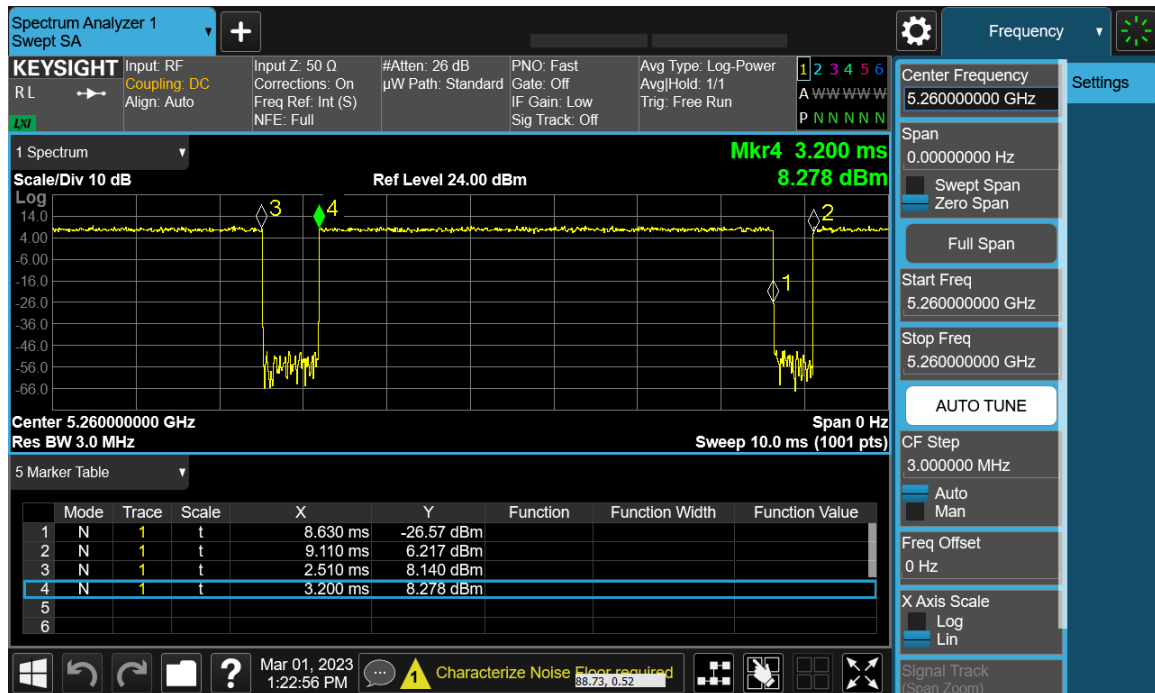 Spectrum Analyzer 1
Swept SA
+
Frequency
KEYSIGHT
R L
LXI
Input: RF
Coupling: DC
Align: Auto
Input Z: 50 Ω
Corrections: On
Freq Ref: Int (S)
NFE: Full
#Atten: 26 dB
µW Path: Standard
PNO: Fast
Gate: Off
IF Gain: Low
Sig Track: Off
Avg Type: Log-Power
Avg|Hold: 1/1
Trig: Free Run
1 2 3 4 5 6
A W W W W W
P N N N N N
1 Spectrum
Mkr4 3.200 ms
8.278 dBm
Scale/Div 10 dB
Ref Level 24.00 dBm
Log
14.0
4.00
-6.00
-16.0
-26.0
-36.0
-46.0
-56.0
-66.0
3
4
2
1
Center 5.260000000 GHz
Span 0 Hz
Res BW 3.0 MHz
Sweep 10.0 ms (1001 pts)
5 Marker Table
Mode Trace Scale X Y Function Function Width Function Value
1 N 1 t 8.630 ms -26.57 dBm
2 N 1 t 9.110 ms 6.217 dBm
3 N 1 t 2.510 ms 8.140 dBm
4 N 1 t 3.200 ms 8.278 dBm
5
6
?
Mar 01, 2023
1:22:56 PM
1
Characterize Noise Floor required
88.73, 0.52
Center Frequency
5.260000000 GHz
Settings
Span
0.00000000 Hz
Swept Span
Zero Span
Full Span
Start Freq
5.260000000 GHz
Stop Freq
5.260000000 GHz
AUTO TUNE
CF Step
3.000000 MHz
Auto
Man
Freq Offset
0 Hz
X Axis Scale
Log
Lin
Signal Track
(Span Zoom)